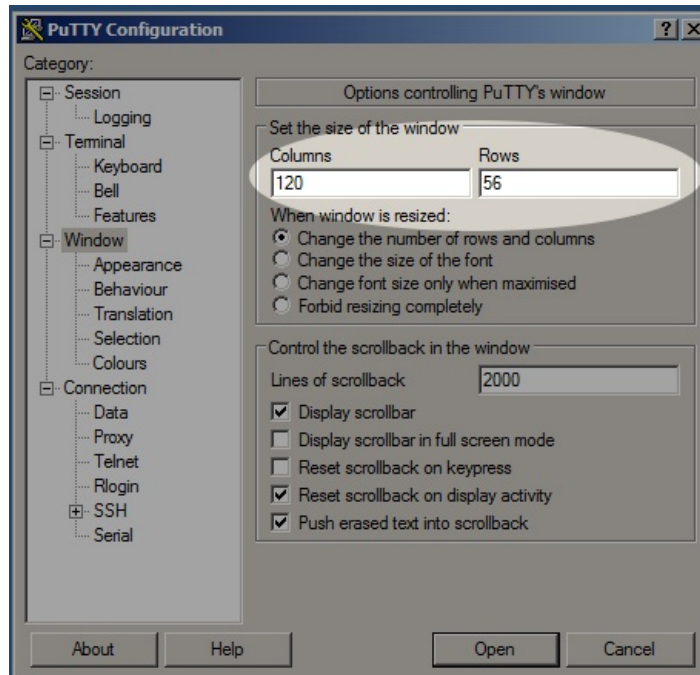 PuTTY Configuration
Category:
Session
Logging
Terminal
Keyboard
Bell
Features
Window
Appearance
Behaviour
Translation
Selection
Colours
Connection
Data
Proxy
Telnet
Rlogin
SSH
Serial
Options controlling PuTTY's window
Set the size of the window
Columns Rows
120 56
When window is resized:
Change the number of rows and columns
Change the size of the font
Change font size only when maximised
Forbid resizing completely
Control the scrollback in the window
Lines of scrollback 2000
Display scrollbar
Display scrollbar in full screen mode
Reset scrollback on keypress
Reset scrollback on display activity
Push erased text into scrollback
About Help Open Cancel